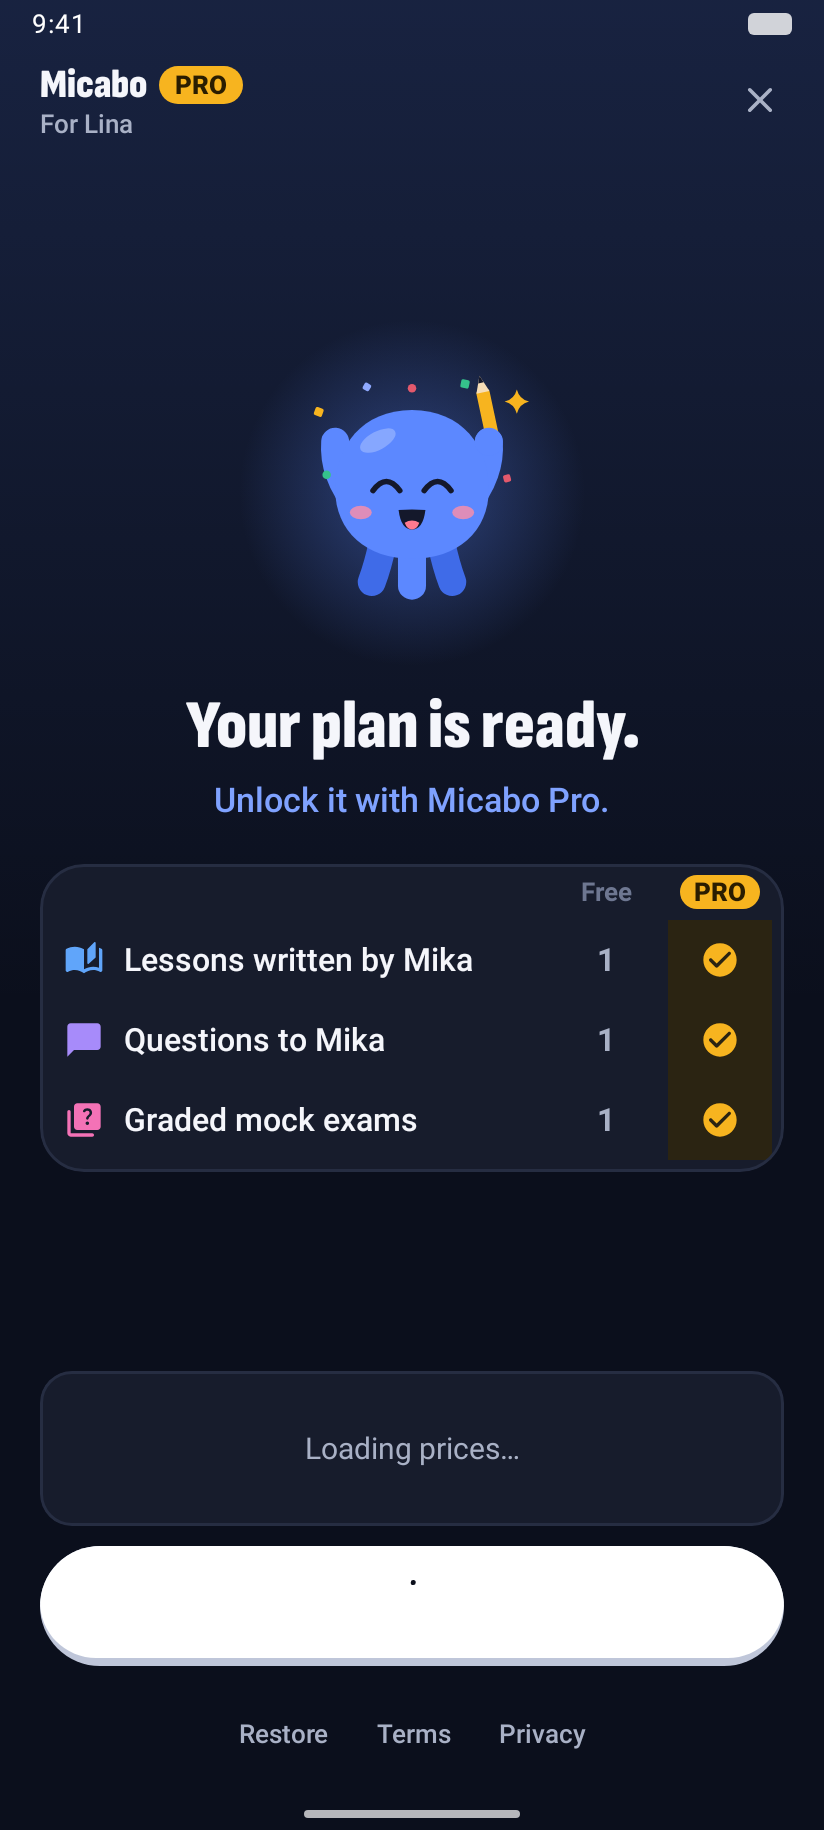 9:41
Micabo PRO
For Lina
Your plan is ready.
Unlock it with Micabo Pro.
Free PRO
Lessons written by Mika 1
Questions to Mika 1
? Graded mock exams 1
Loading prices…
Restore Terms Privacy